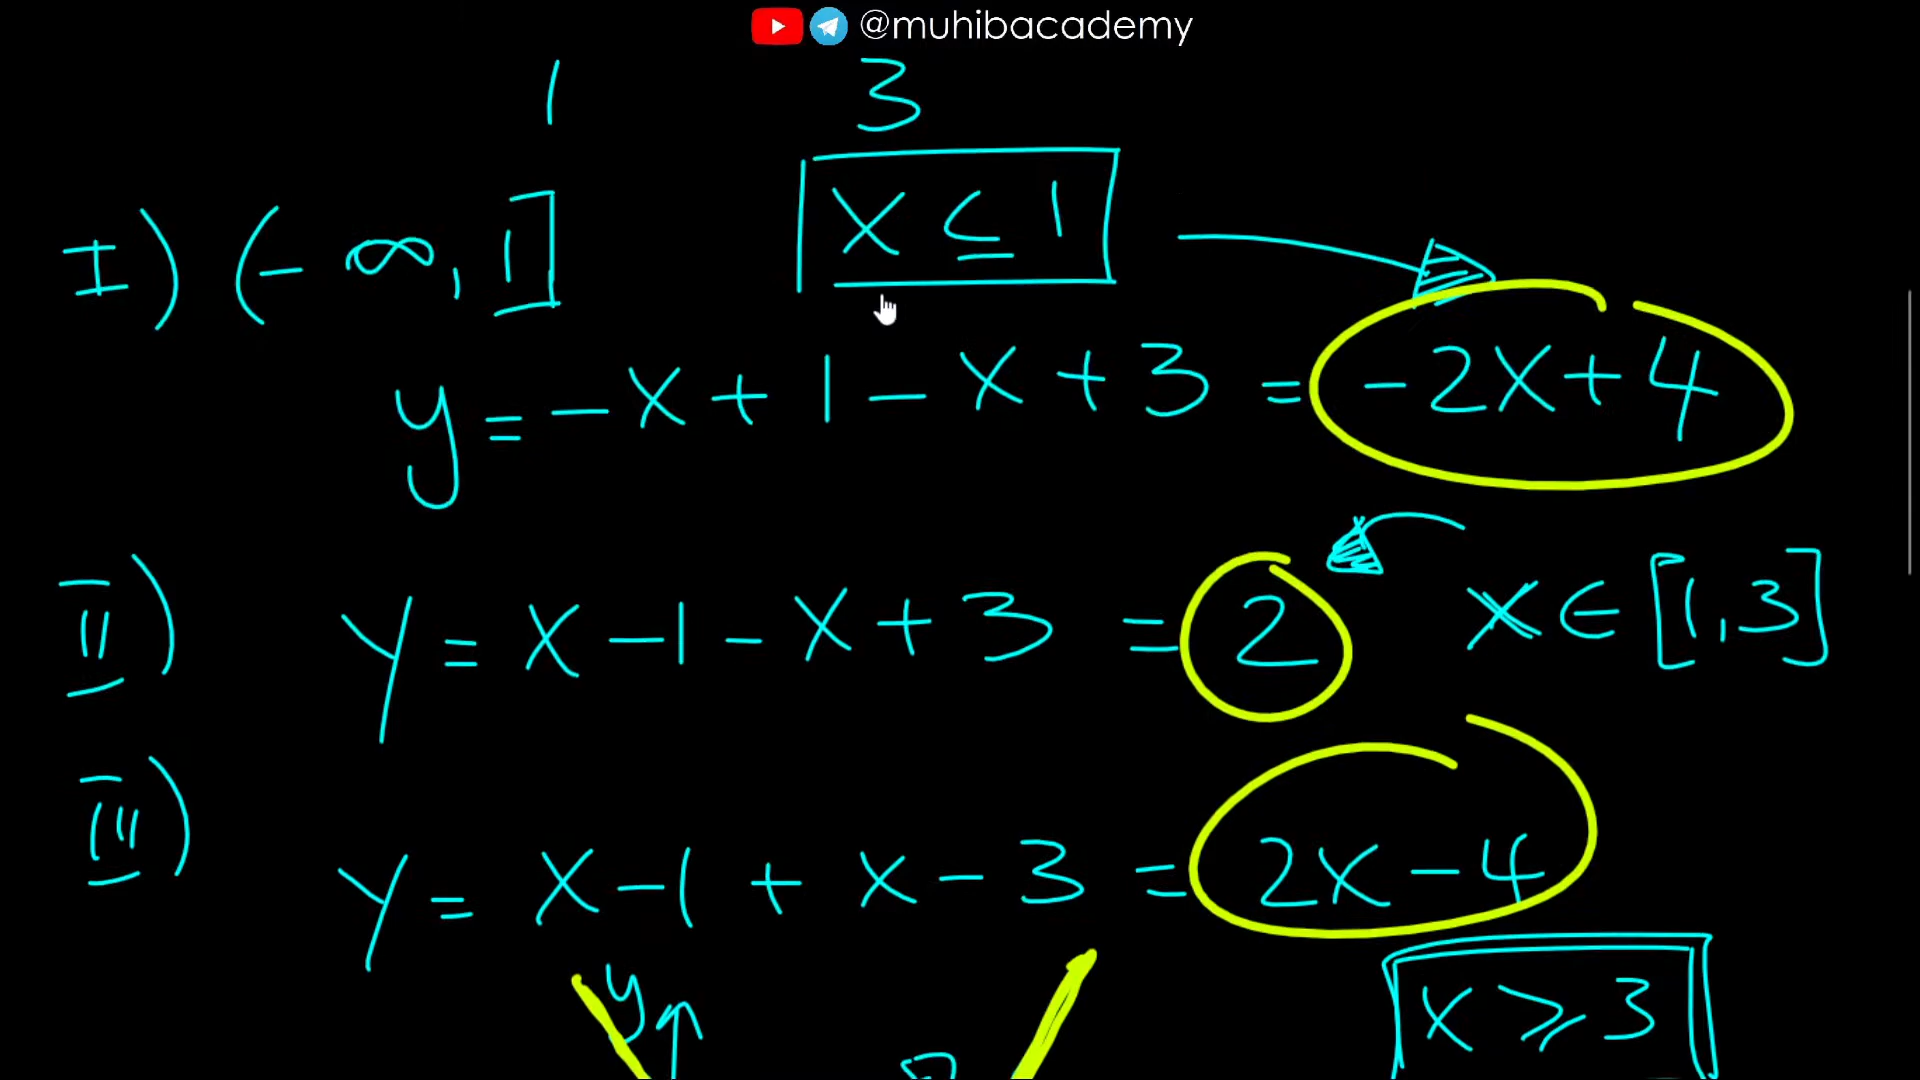 @muhibacademy
1 3
I) (-∞, 1] x ≤ 1
y = -x + 1 - x + 3 = -2x + 4
II) y = x - 1 - x + 3 = 2 x ∈ [1, 3]
III) y = x - 1 + x - 3 = 2x - 4
y x ≥ 3